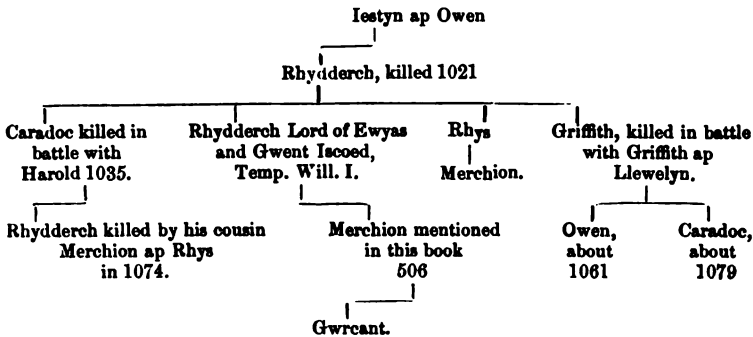 Iestyn ap Owen
Rhydderch, killed 1021
Caradoc killed in
battle with
Harold 1035.
Rhydderch Lord of Ewyas
and Gwent Iscoed,
Temp. Will. I.
Rhys
Merchion.
Griffith, killed in battle
with Griffith ap
Llewelyn.
Rhydderch killed by his cousin
Merchion ap Rhys
in 1074.
Merchion mentioned
in this book
506
Owen,
about
1061
Caradoc,
about
1079
Gwrcant.